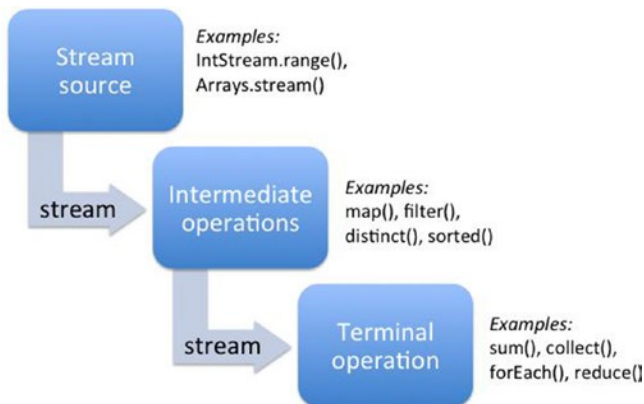 Stream
source
Examples:
IntStream.range(),
Arrays.stream()
stream
Intermediate
operations
Examples:
map(), filter(),
distinct(), sorted()
stream
Terminal
operation
Examples:
sum(), collect(),
forEach(), reduce()